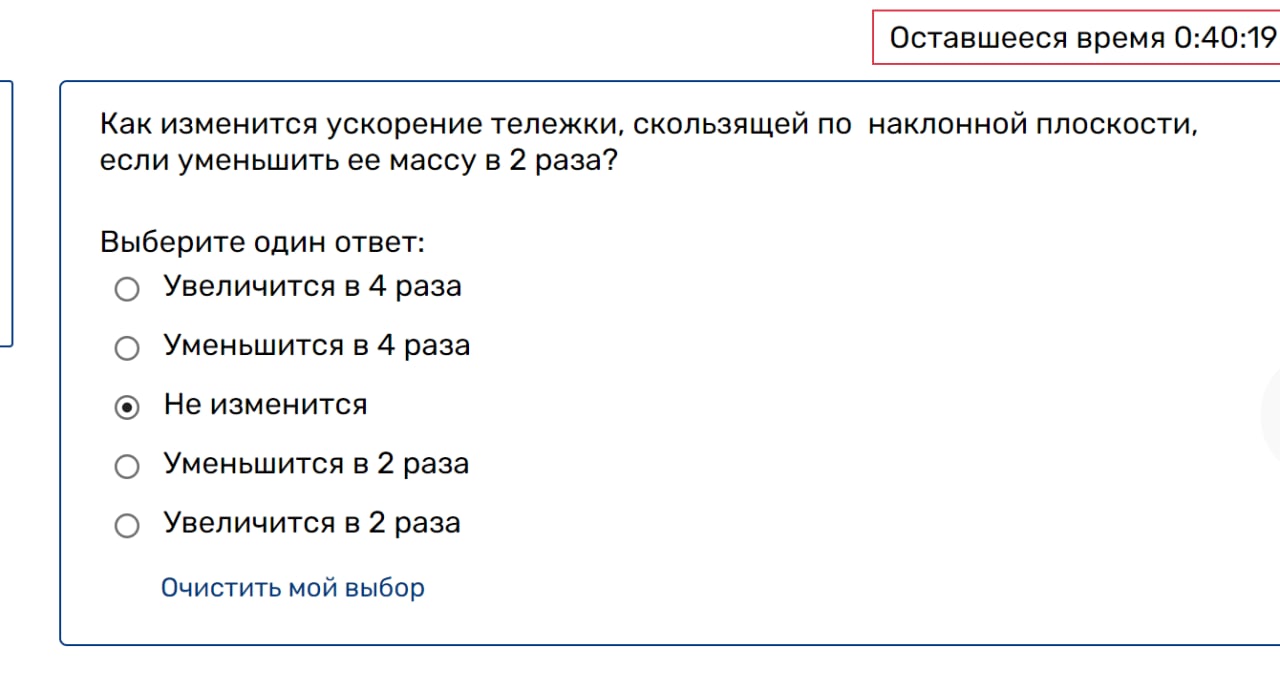 Оставшееся время 0:40:19
Как изменится ускорение тележки, скользящей по наклонной плоскости,
если уменьшить ее массу в 2 раза?
Выберите один ответ:
Увеличится в 4 раза
Уменьшится в 4 раза
Не изменится
Уменьшится в 2 раза
Увеличится в 2 раза
Очистить мой выбор